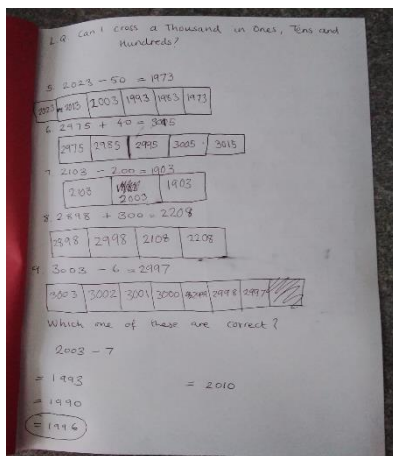 L.Q. Can I cross a Thousand in Ones, Tens and
Hundreds?
5. 2023 - 50 = 1973
2023 2013 2003 1993 1983 1973
6. 2975 + 40 = 3015
2975 2985 2995 3005 3015
7. 2103 - 200 = 1903
2103 2003 1903
8. 2898 + 300 = 2208
2898 2998 2108 2208
9. 3003 - 6 = 2997
3003 3002 3001 3000 2998 2997
Which one of these are correct?
2003 - 7
= 1993 = 2010
= 1990
= 1996